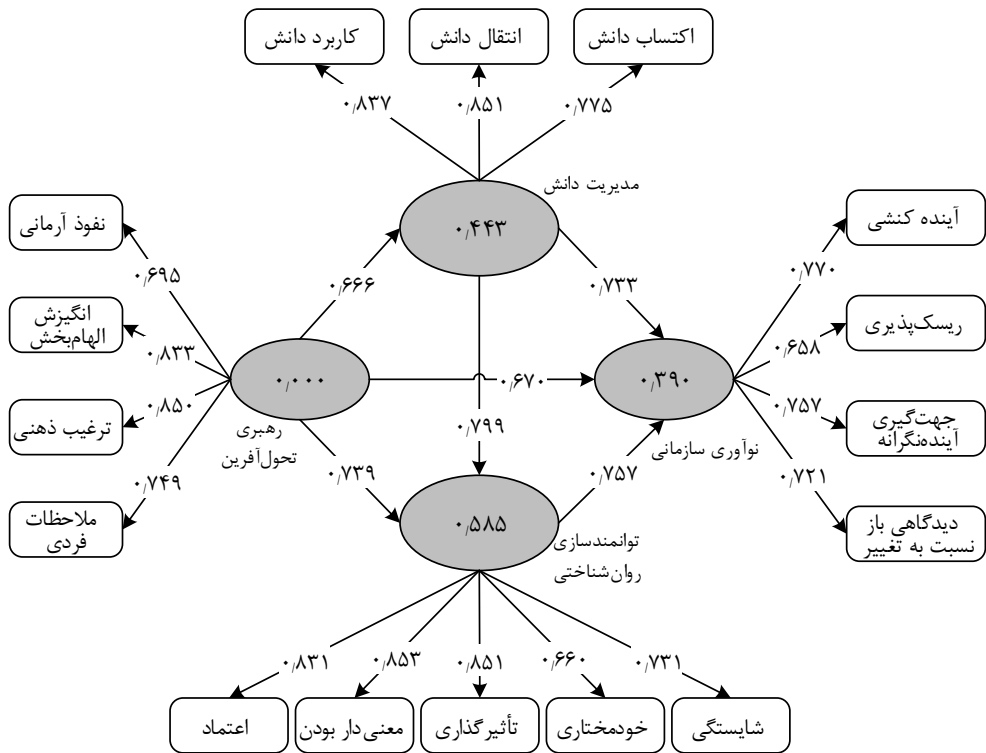 اکتساب دانش
انتقال دانش
کاربرد دانش
۰٫۷۷۵
۰٫۸۵۱
۰٫۸۳۷
مدیریت دانش
۰٫۴۴۳
آینده کنشی
نفوذ آرمانی
۰٫۷۷۰
۰٫۷۳۳
۰٫۶۶۶
۰٫۶۹۵
ریسک‌پذیری
۰٫۶۵۸
انگیزش
الهام‌بخش
۰٫۸۳۳
۰٫۳۹۰
۰٫۶۷۰
۰٫۰۰۰
جهت‌گیری
آینده‌نگرانه
۰٫۷۵۷
نوآوری سازمانی
۰٫۷۹۹
رهبری
تحول‌آفرین
۰٫۸۵۰
ترغیب ذهنی
۰٫۷۲۱
۰٫۷۵۷
۰٫۷۳۹
۰٫۷۴۹
دیدگاهی باز
نسبت به تغییر
توانمندسازی
روان‌شناختی
۰٫۵۸۵
ملاحظات
فردی
۰٫۷۳۱
۰٫۶۶۰
۰٫۸۵۱
۰٫۸۵۳
۰٫۸۳۱
شایستگی
خودمختاری
تأثیرگذاری
معنی‌دار بودن
اعتماد